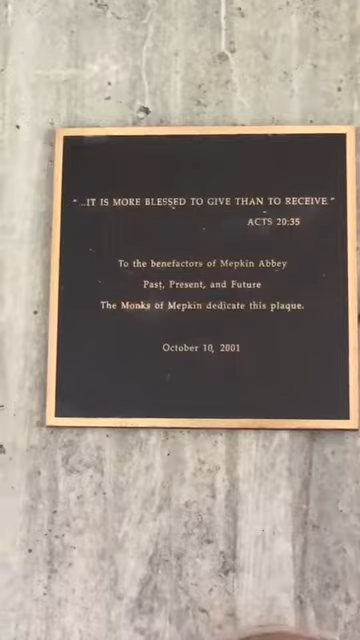 "...IT IS MORE BLESSED TO GIVE THAN TO RECEIVE"
ACTS 20:35
To the benefactors of Mepkin Abbey
Past, Present, and Future
The Monks of Mepkin dedicate this plaque.
October 10, 2001